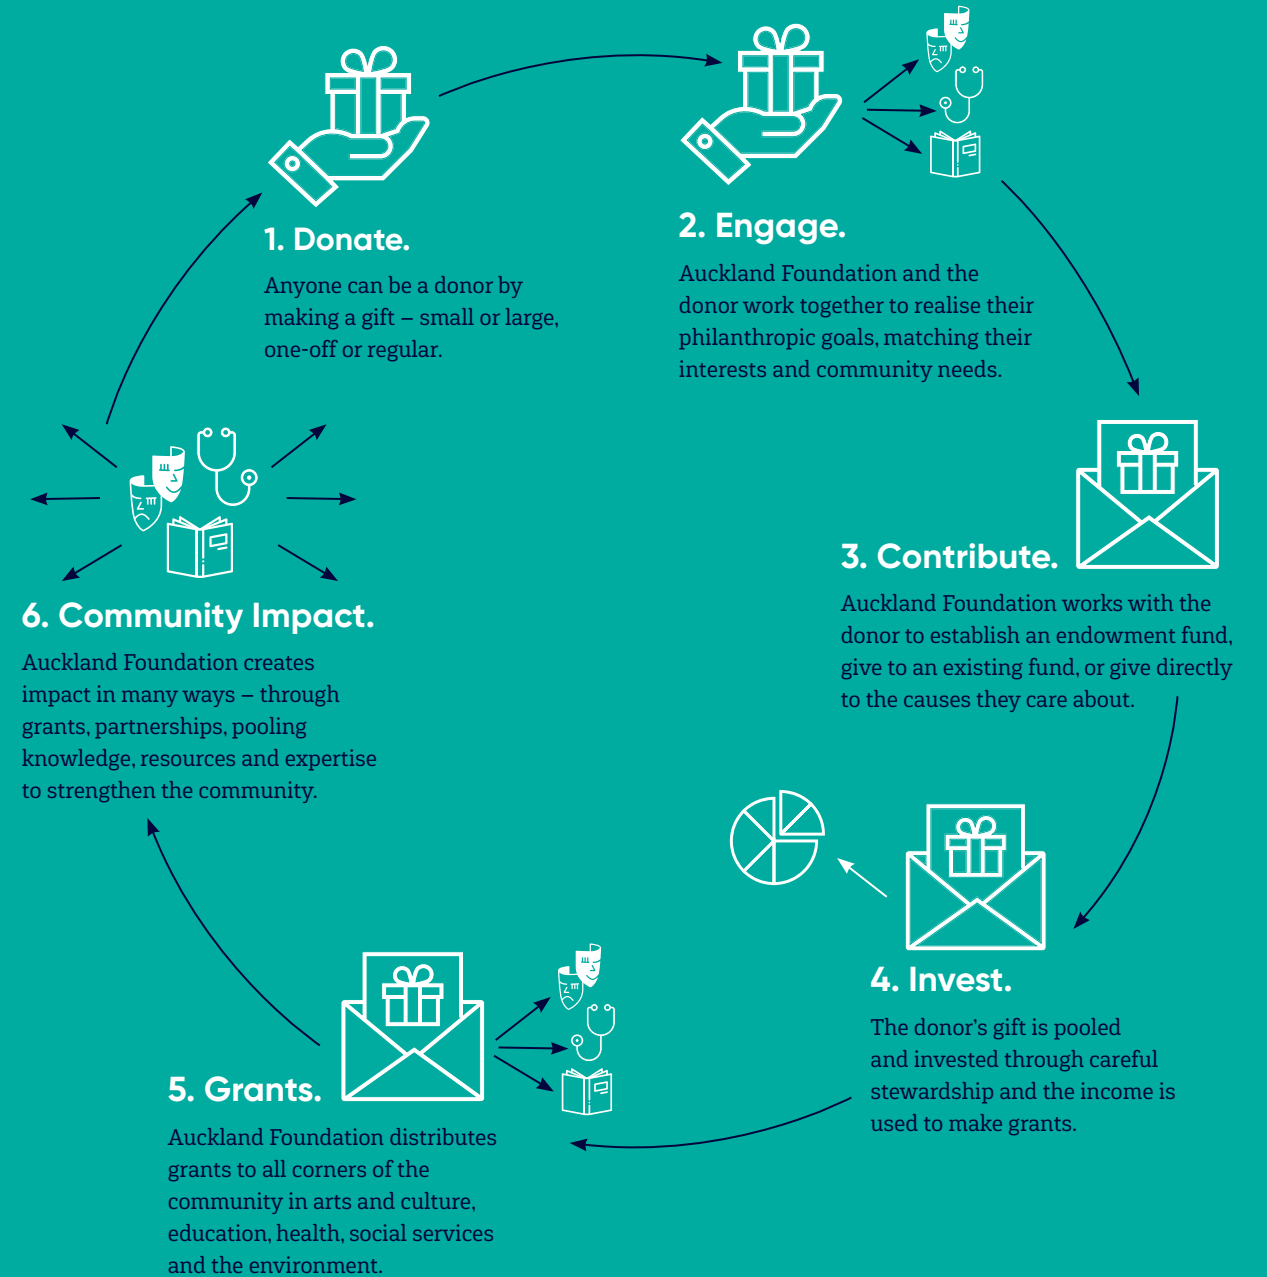 1. Donate.
Anyone can be a donor by
making a gift – small or large,
one-off or regular.
2. Engage.
Auckland Foundation and the
donor work together to realise their
philanthropic goals, matching their
interests and community needs.
3. Contribute.
Auckland Foundation works with the
donor to establish an endowment fund,
give to an existing fund, or give directly
to the causes they care about.
4. Invest.
The donor’s gift is pooled
and invested through careful
stewardship and the income is
used to make grants.
5. Grants.
Auckland Foundation distributes
grants to all corners of the
community in arts and culture,
education, health, social services
and the environment.
6. Community Impact.
Auckland Foundation creates
impact in many ways – through
grants, partnerships, pooling
knowledge, resources and expertise
to strengthen the community.